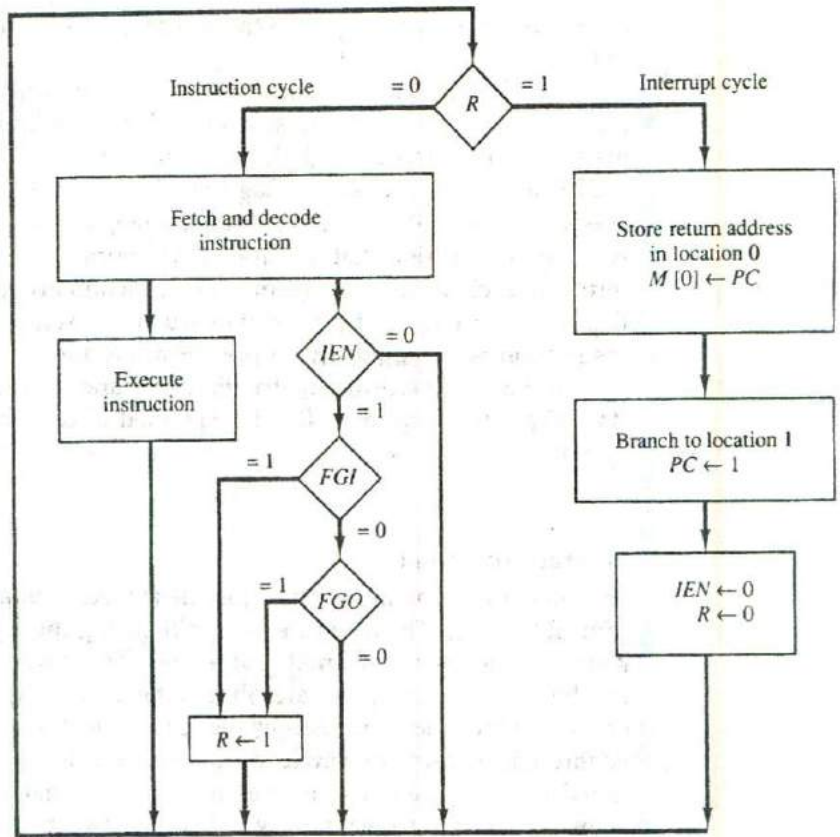 Instruction cycle
= 0
R
= 1
Interrupt cycle
Fetch and decode
instruction
Store return address
in location 0
M [0] ← PC
Execute
instruction
IEN
= 0
= 1
Branch to location 1
PC ← 1
= 1
FGI
= 0
= 1
FGO
= 0
IEN ← 0
R ← 0
R ← 1